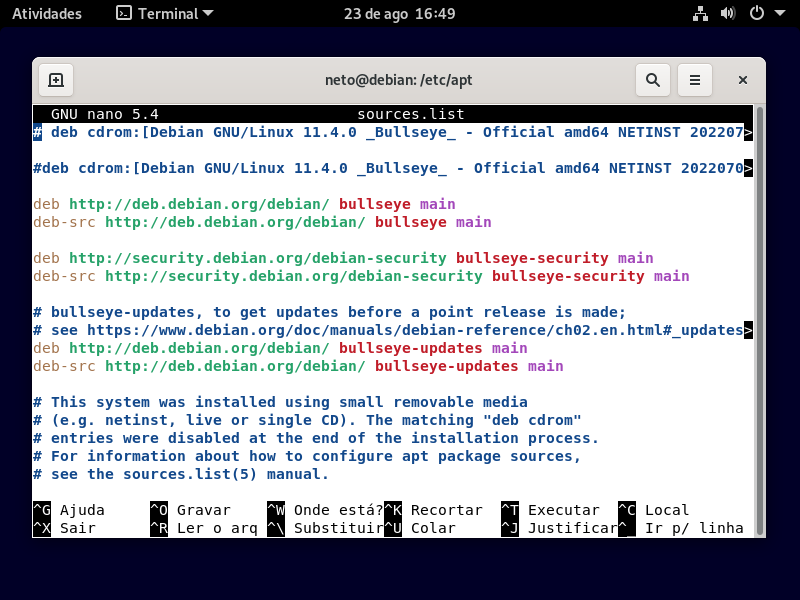 Atividades Terminal 23 de ago 16:49
neto@debian: /etc/apt
GNU nano 5.4 sources.list
# deb cdrom:[Debian GNU/Linux 11.4.0 _Bullseye_ - Official amd64 NETINST 202207>
#deb cdrom:[Debian GNU/Linux 11.4.0 _Bullseye_ - Official amd64 NETINST 2022070>
deb http://deb.debian.org/debian/ bullseye main
deb-src http://deb.debian.org/debian/ bullseye main
deb http://security.debian.org/debian-security bullseye-security main
deb-src http://security.debian.org/debian-security bullseye-security main
# bullseye-updates, to get updates before a point release is made;
# see https://www.debian.org/doc/manuals/debian-reference/ch02.en.html#_updates>
deb http://deb.debian.org/debian/ bullseye-updates main
deb-src http://deb.debian.org/debian/ bullseye-updates main
# This system was installed using small removable media
# (e.g. netinst, live or single CD). The matching "deb cdrom"
# entries were disabled at the end of the installation process.
# For information about how to configure apt package sources,
# see the sources.list(5) manual.
^G Ajuda ^O Gravar ^W Onde está? ^K Recortar ^T Executar ^C Local
^X Sair ^R Ler o arq ^\ Substituir ^U Colar ^J Justificar ^_ Ir p/ linha